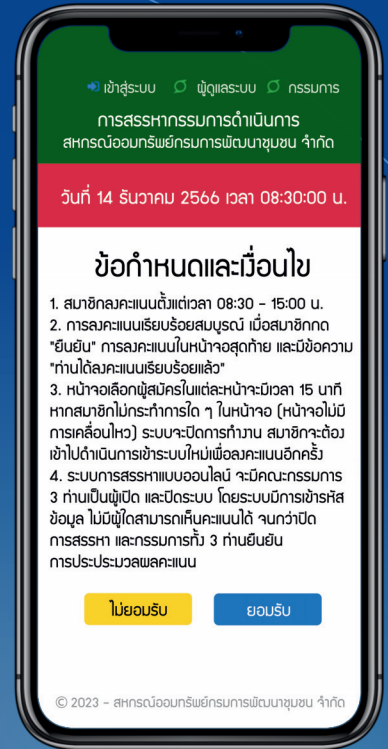 เข้าสู่ระบบ ผู้ดูแลระบบ กรรมการ
การสรรหากรรมการดำเนินการ
สหกรณ์ออมทรัพย์กรมการพัฒนาชุมชน จำกัด
วันที่ 14 ธันวาคม 2566 เวลา 08:30:00 น.
ข้อกำหนดและเงื่อนไข
1. สมาชิกลงคะแนนตั้งแต่เวลา 08:30 - 15:00 น.
2. การลงคะแนนเรียบร้อยสมบูรณ์ เมื่อสมาชิกกด
"ยืนยัน" การลงคะแนนในหน้าจอสุดท้าย และมีข้อความ
"ท่านได้ลงคะแนนเรียบร้อยแล้ว"
3. หน้าจอเลือกผู้สมัครในแต่ละหน้าจะมีเวลา 15 นาที
หากสมาชิกไม่กระทำการใด ๆ ในหน้าจอ (หน้าจอไม่มี
การเคลื่อนไหว) ระบบจะปิดการทำงาน สมาชิกจะต้อง
เข้าไปดำเนินการเข้าระบบใหม่เพื่อลงคะแนนอีกครั้ง
4. ระบบการสรรหาแบบออนไลน์ จะมีคณะกรรมการ
3 ท่านเป็นผู้เปิด และปิดระบบ โดยระบบมีการเข้ารหัส
ข้อมูล ไม่มีผู้ใดสามารถเห็นคะแนนได้ จนกว่าปิด
การสรรหา และกรรมการทั้ง 3 ท่านยืนยัน
การประประมวลผลคะแนน
ไม่ยอมรับ ยอมรับ
© 2023 - สหกรณ์ออมทรัพย์กรมการพัฒนาชุมชน จำกัด